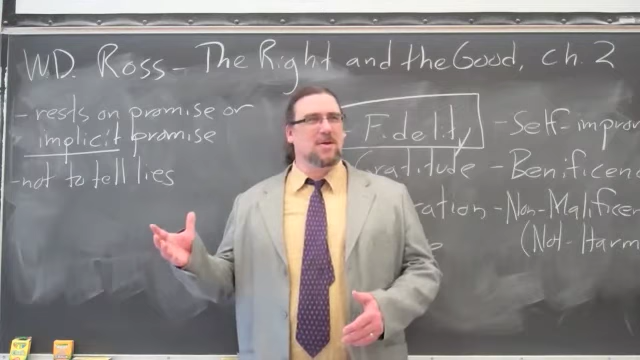 W.D. Ross - The Right and the Good, ch. 2
- rests on promise or
implicit promise
- not to tell lies
- Fidelity
Gratitude
ration
- Self-improv
- Benificenc
- Non-Malificen
(Not-Harm